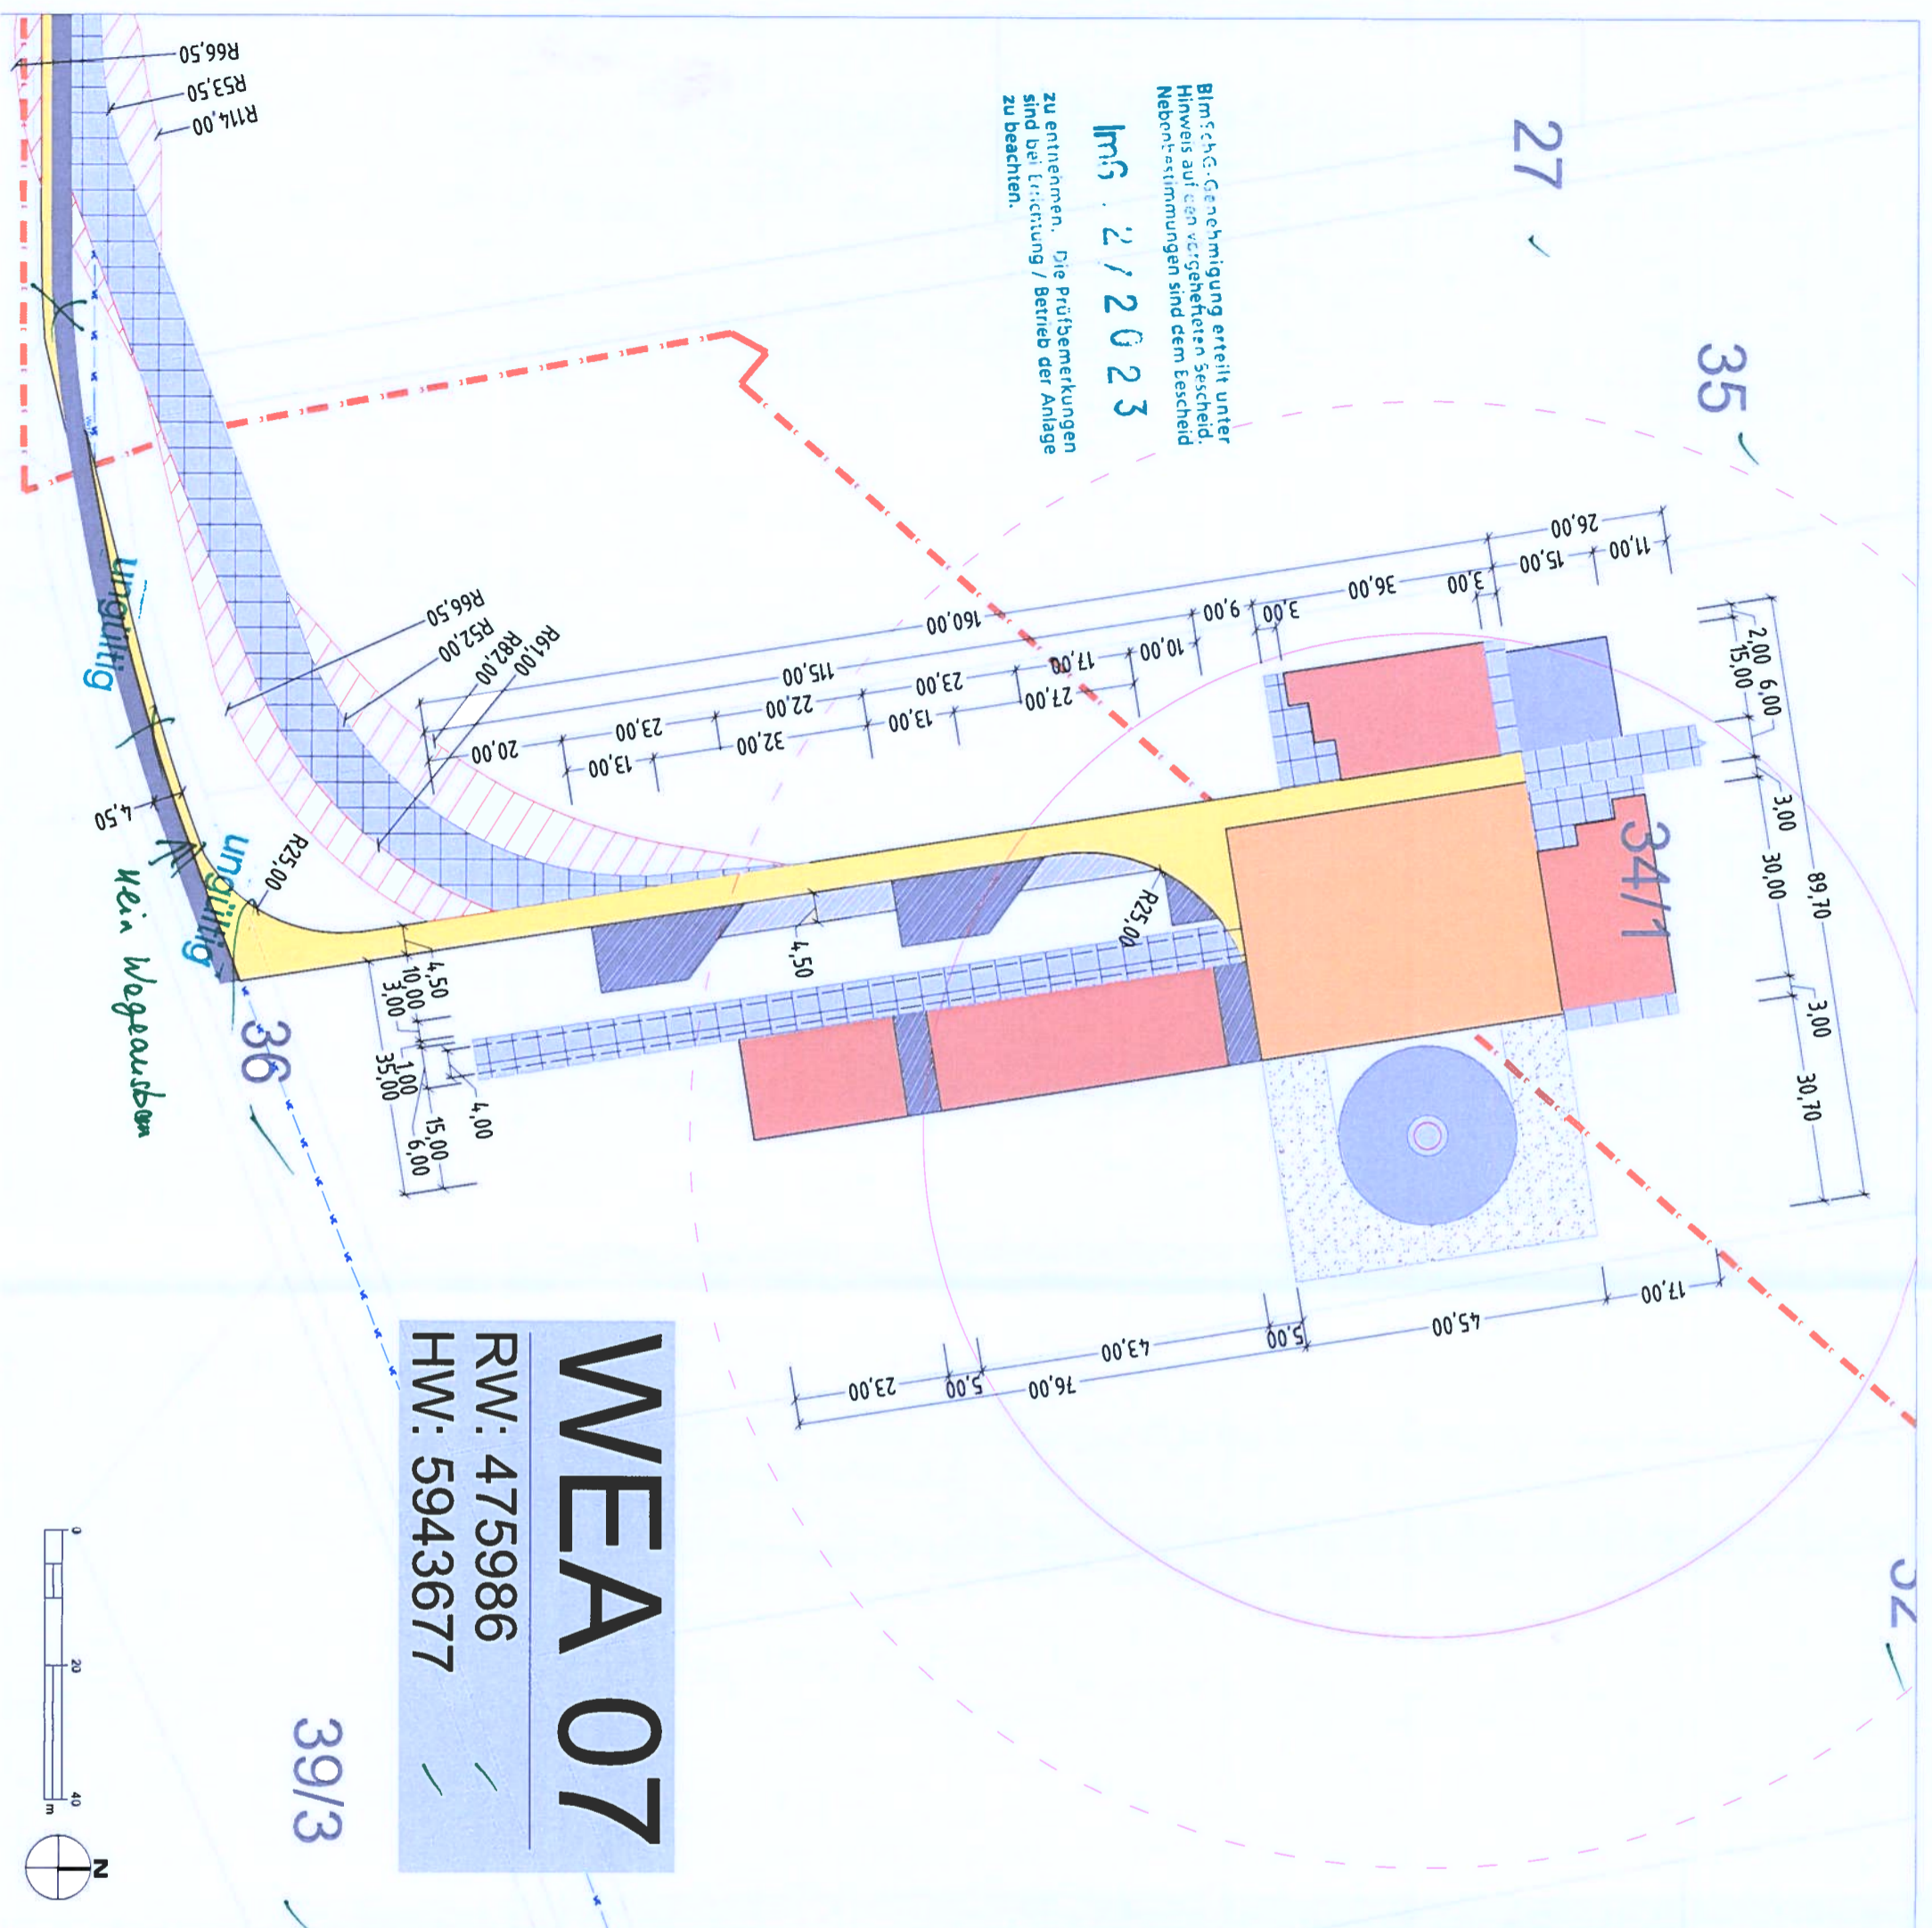 R66,50
R53,50
R114,00
BImSchG-Genehmigung erteilt unter
Hinweis auf den vorgehefteten Bescheid.
Nebenbestimmungen sind dem Bescheid
ImG . 2 / 2023
zu entnehmen. Die Prüfbemerkungen
sind bei Errichtung / Betrieb der Anlage
zu beachten.
27
35
34/1
32
36
39/3
26,00
11,00
15,00
3,00
36,00
3,00
9,00
160,00
10,00
17,00
115,00
27,00
23,00
13,00
22,00
32,00
23,00
13,00
20,00
R66,50
R52,00
R82,00
R61,00
2,00
6,00
15,00
3,00
30,00
89,70
3,00
30,70
ungültig
4,50
ungültig
R25,00
kein Wegeausbau
4,50
R25,00
4,50
10,00
3,00
1,00
35,00
4,00
15,00
6,00
17,00
45,00
5,00
43,00
76,00
5,00
23,00
WEA 07
RW: 475986
HW: 5943677
0
20
40
m
N